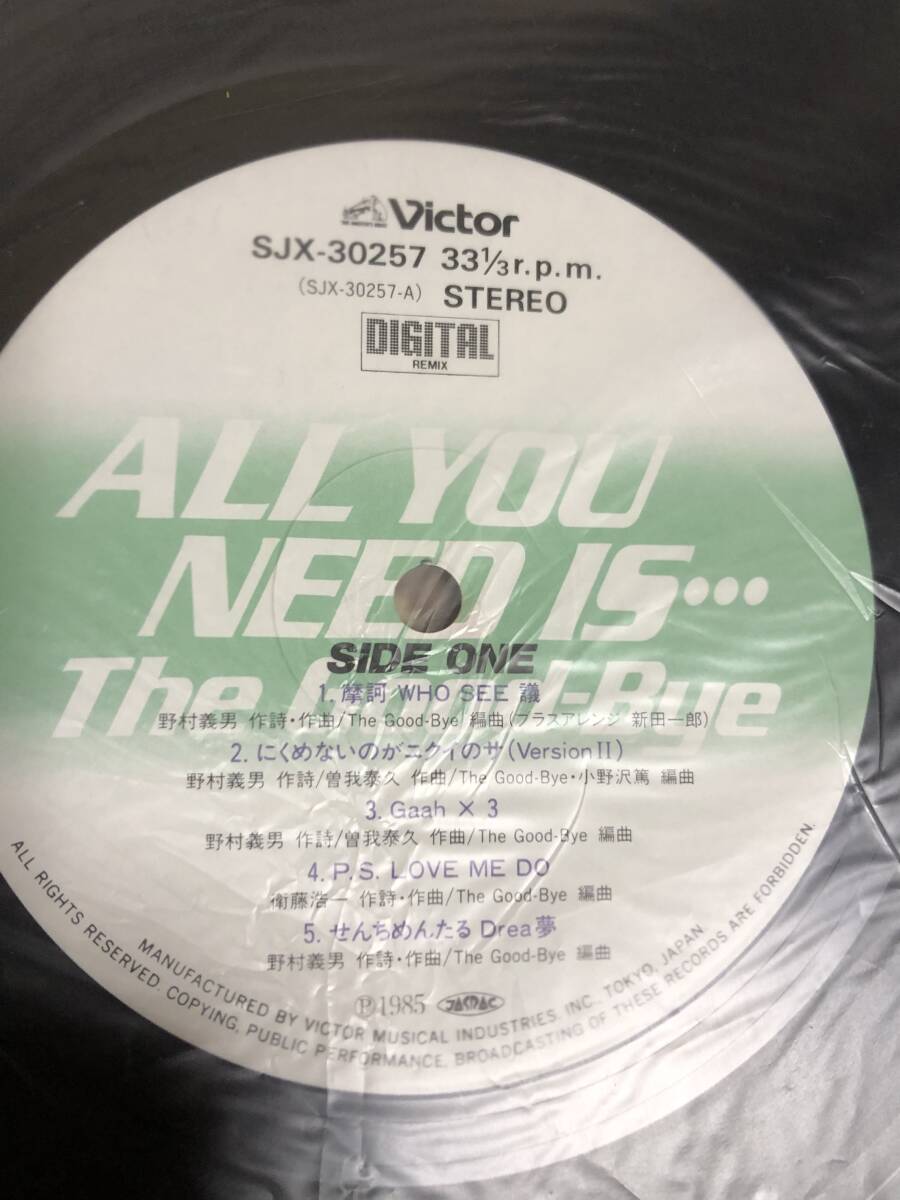 Victor
SJX-30257 33⅓r.p.m.
(SJX-30257-A) STEREO
DIGITAL
REMIX
ALL YOU
NEED IS…
The Good-Bye
SiDE ONE
1. 摩訶 WHO SEE 議
野村義男 作詩・作曲/The Good-Bye 編曲(プラスアレンジ 新田一郎)
2. にくめないのがニクイのサ(Version II)
野村義男 作詩/曽我泰久 作曲/The Good-Bye・小野沢篤 編曲
3. Gaah × 3
野村義男 作詩/曽我泰久 作曲/The Good-Bye 編曲
4. P.S. LOVE ME DO
衛藤浩一 作詩・作曲/The Good-Bye 編曲
5. せんちめんたる Drea夢
野村義男 作詩・作曲/The Good-Bye 編曲
Ⓟ1985 JASRAC
MANUFACTURED BY VICTOR MUSICAL INDUSTRIES, INC., TOKYO, JAPAN.
ALL RIGHTS RESERVED. COPYING, PUBLIC PERFORMANCE, BROADCASTING OF THESE RECORDS ARE FORBIDDEN.